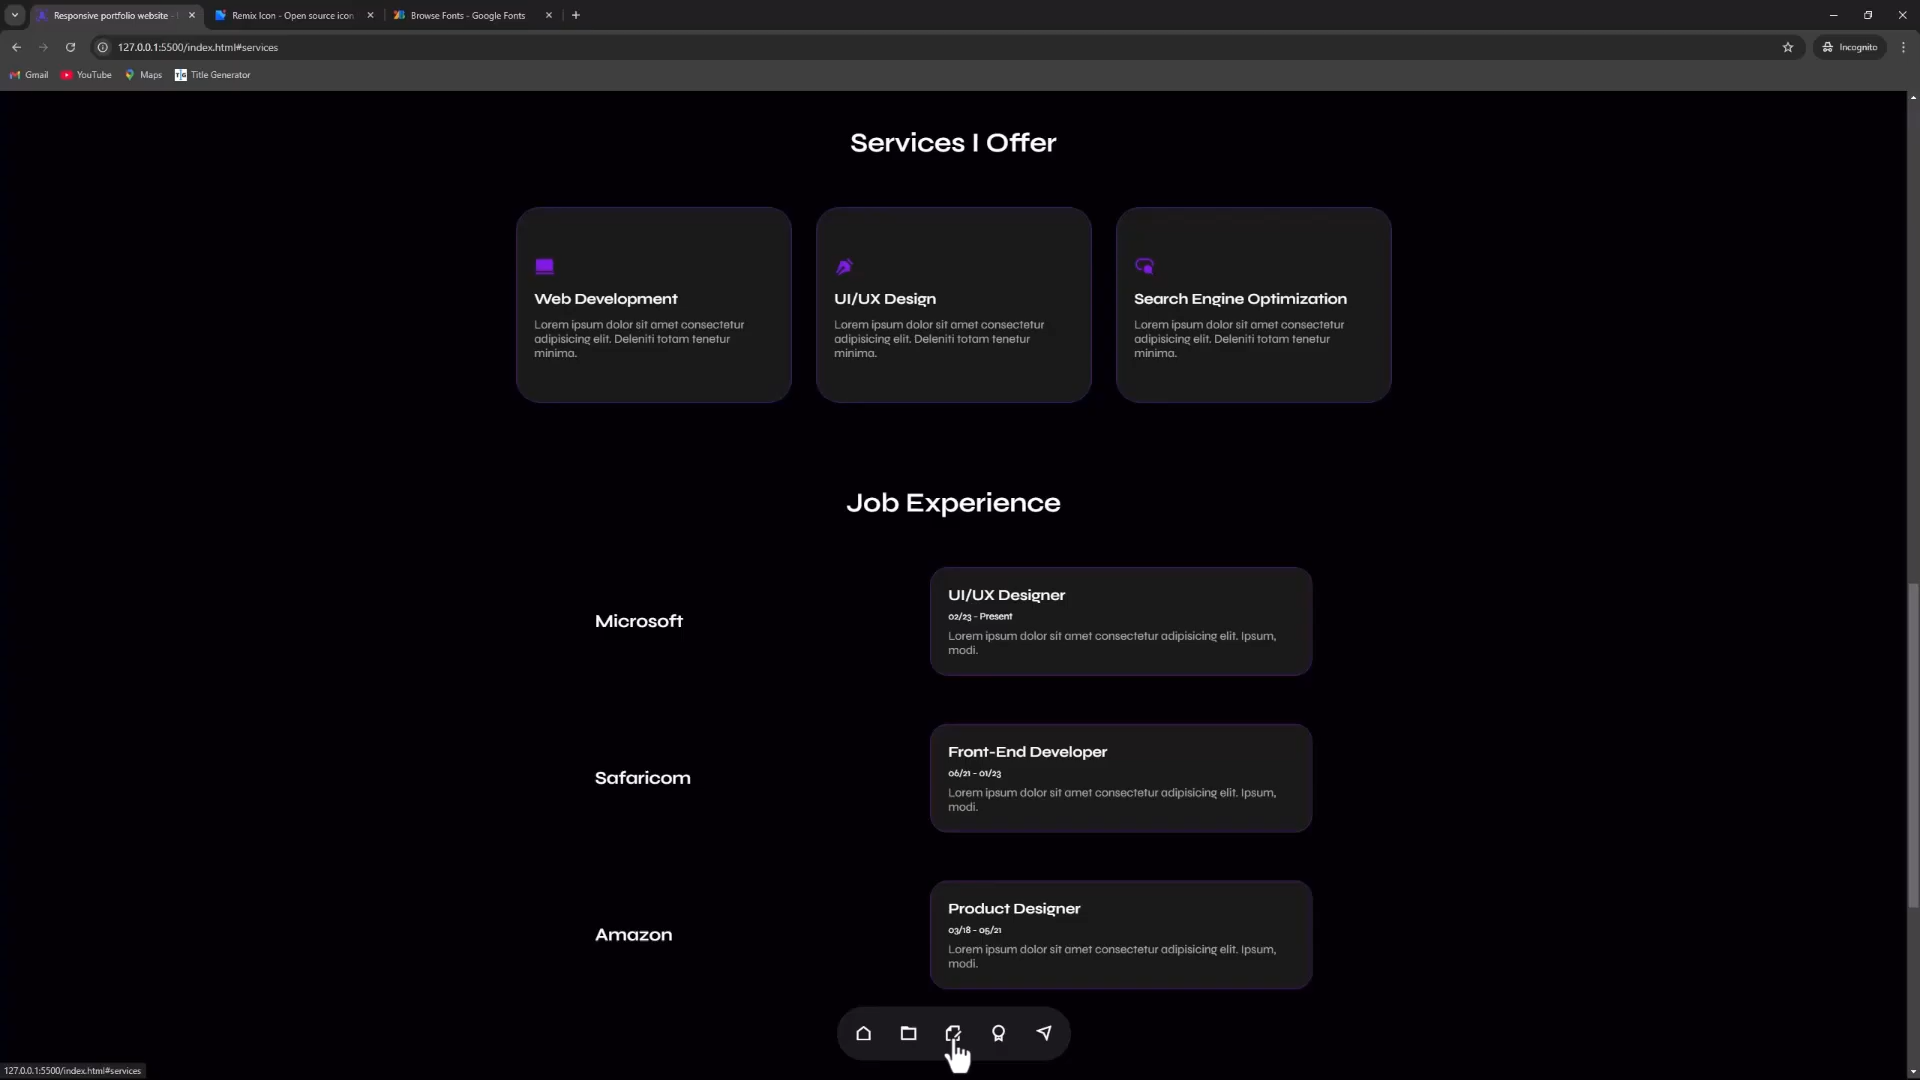 Responsive portfolio website -
Remix Icon - Open source icon
Browse Fonts - Google Fonts
127.0.0.1:5500/index.html#services
Incognito
Gmail
YouTube
Maps
Title Generator
Services I Offer
Web Development
Lorem ipsum dolor sit amet consectetur
adipisicing elit. Deleniti totam tenetur
minima.
UI/UX Design
Lorem ipsum dolor sit amet consectetur
adipisicing elit. Deleniti totam tenetur
minima.
Search Engine Optimization
Lorem ipsum dolor sit amet consectetur
adipisicing elit. Deleniti totam tenetur
minima.
Job Experience
Microsoft
UI/UX Designer
02/23 - Present
Lorem ipsum dolor sit amet consectetur adipisicing elit. Ipsum,
modi.
Safaricom
Front-End Developer
06/21 - 01/23
Lorem ipsum dolor sit amet consectetur adipisicing elit. Ipsum,
modi.
Amazon
Product Designer
03/18 - 05/21
Lorem ipsum dolor sit amet consectetur adipisicing elit. Ipsum,
modi.
127.0.0.1:5500/index.html#services